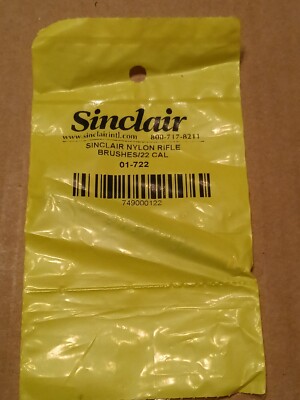 Sinclair
www.sinclairintl.com 800-717-8211
SINCLAIR NYLON RIFLE
BRUSHES/22 CAL
01-722
749000122